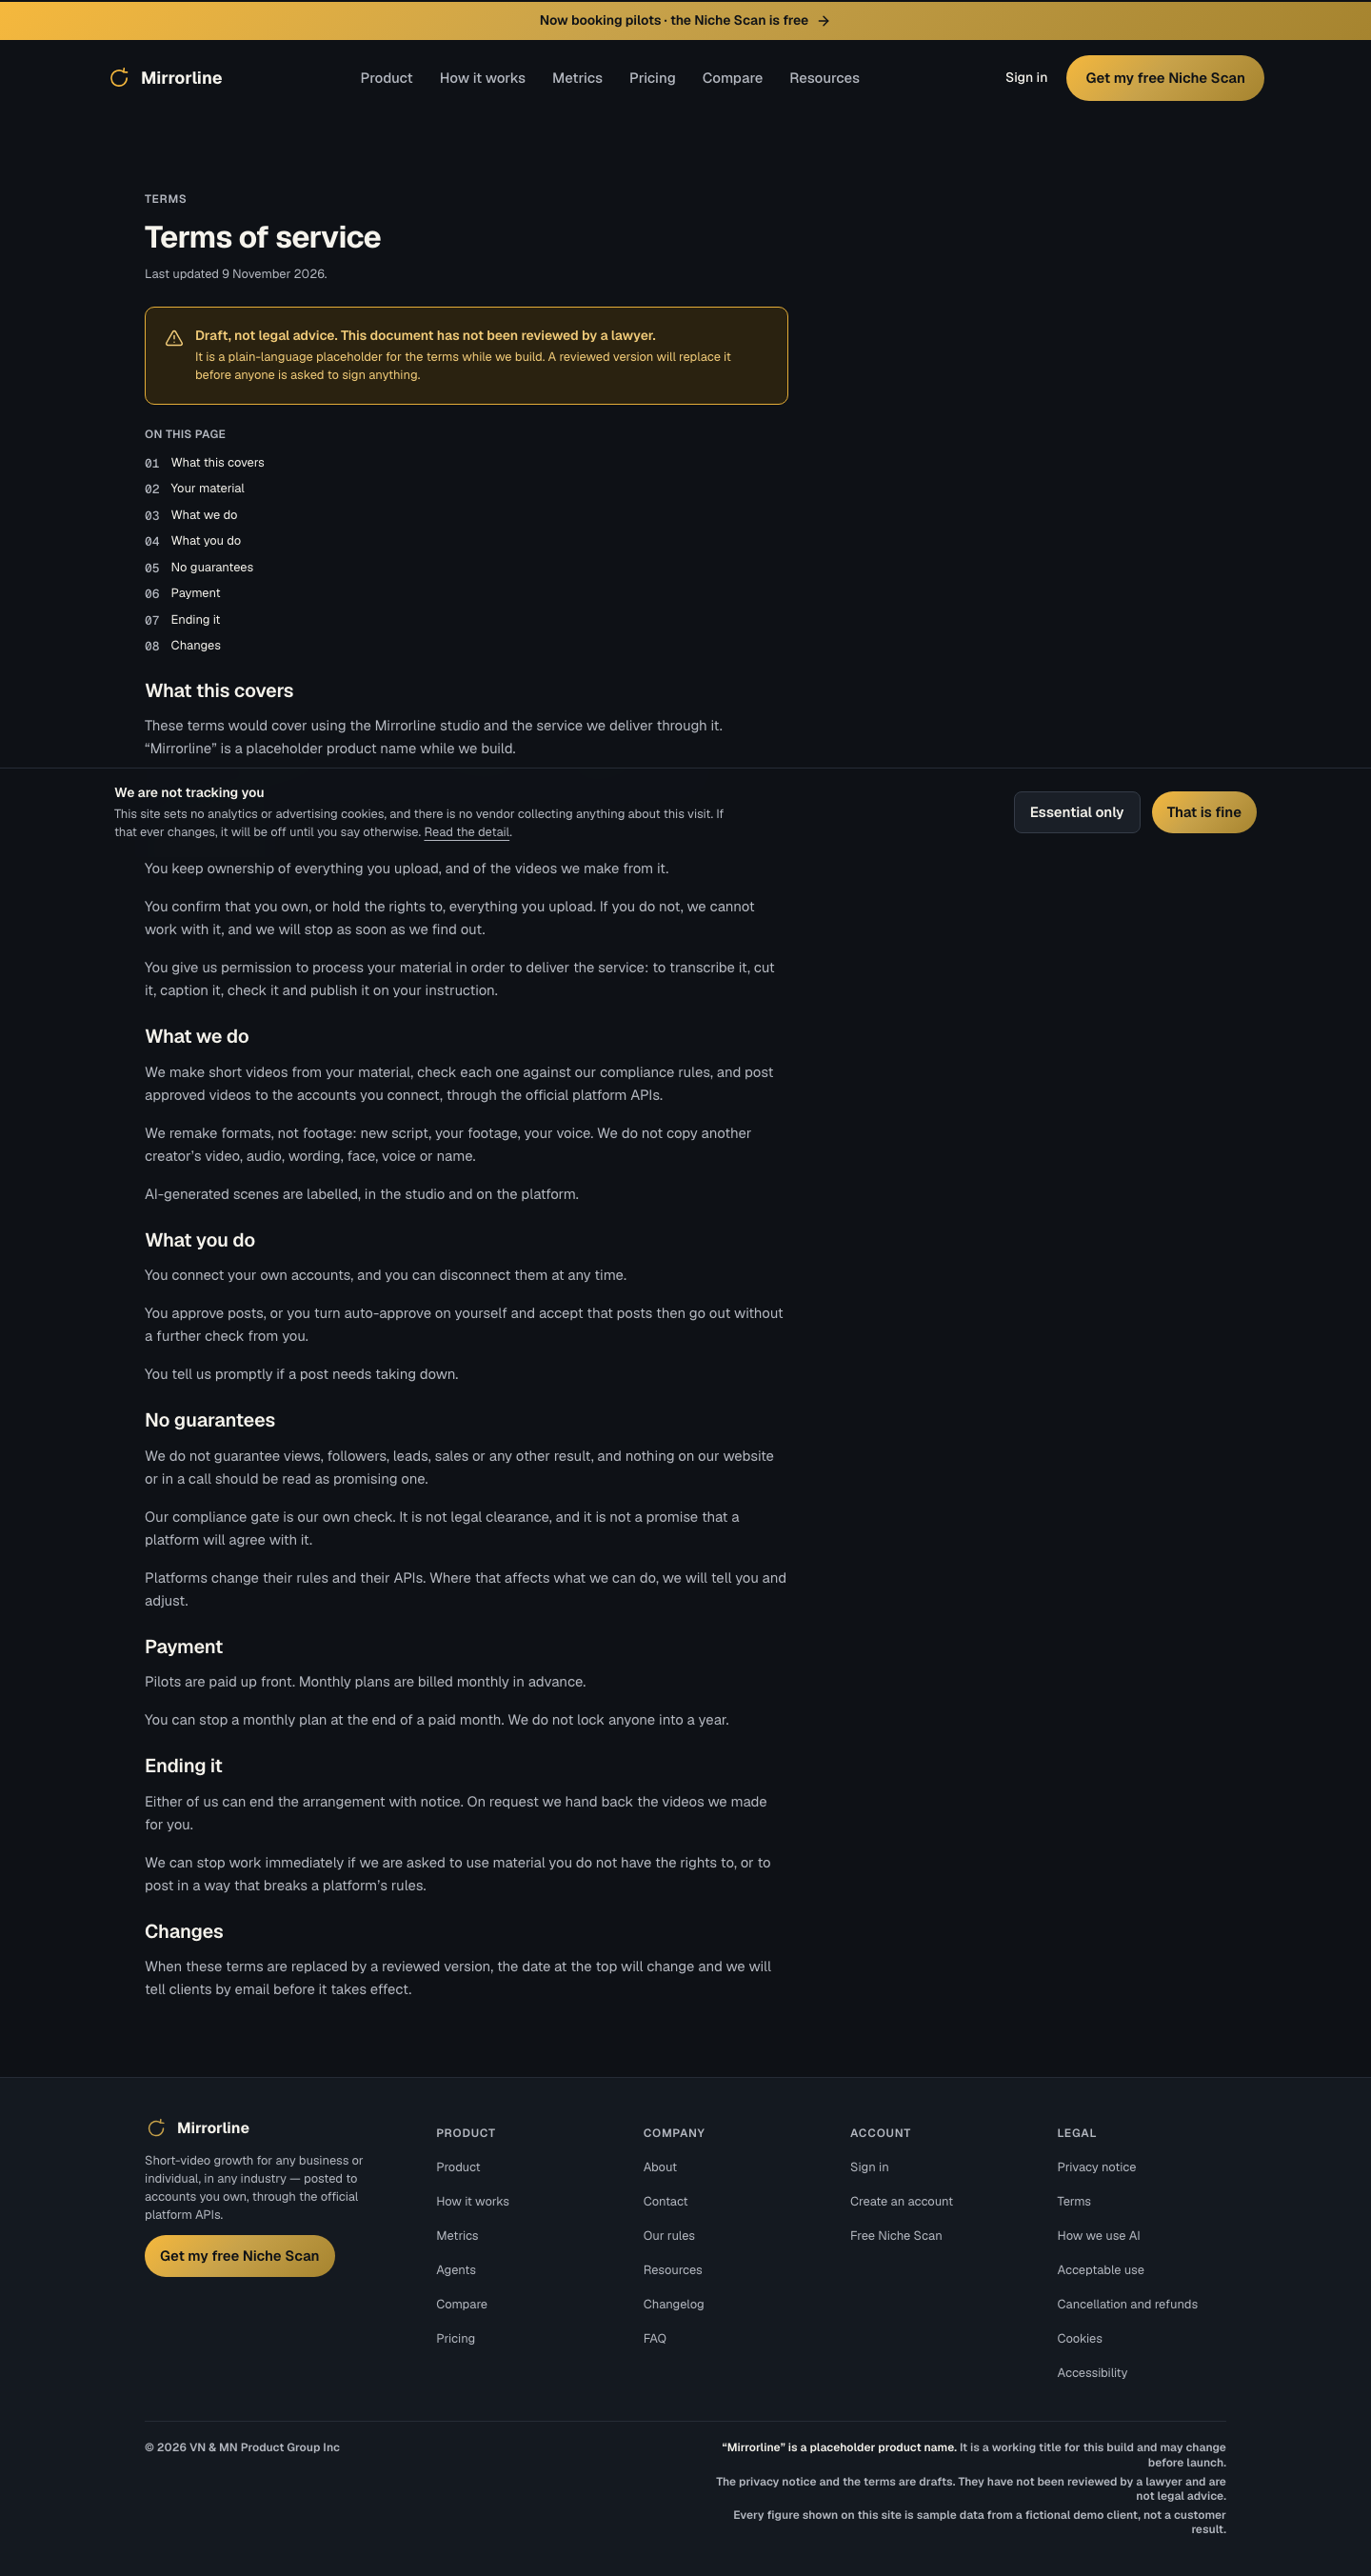 Now booking pilots · the Niche Scan is free →
Mirrorline
Product
How it works
Metrics
Pricing
Compare
Resources
Sign in
Get my free Niche Scan
TERMS
Terms of service
Last updated 9 November 2026.
Draft, not legal advice. This document has not been reviewed by a lawyer.
It is a plain-language placeholder for the terms while we build. A reviewed version will replace it
before anyone is asked to sign anything.
ON THIS PAGE
01 What this covers
02 Your material
03 What we do
04 What you do
05 No guarantees
06 Payment
07 Ending it
08 Changes
What this covers
These terms would cover using the Mirrorline studio and the service we deliver through it.
“Mirrorline” is a placeholder product name while we build.
We are not tracking you
This site sets no analytics or advertising cookies, and there is no vendor collecting anything about this visit. If
that ever changes, it will be off until you say otherwise. Read the detail.
Essential only
That is fine
You keep ownership of everything you upload, and of the videos we make from it.
You confirm that you own, or hold the rights to, everything you upload. If you do not, we cannot
work with it, and we will stop as soon as we find out.
You give us permission to process your material in order to deliver the service: to transcribe it, cut
it, caption it, check it and publish it on your instruction.
What we do
We make short videos from your material, check each one against our compliance rules, and post
approved videos to the accounts you connect, through the official platform APIs.
We remake formats, not footage: new script, your footage, your voice. We do not copy another
creator’s video, audio, wording, face, voice or name.
AI-generated scenes are labelled, in the studio and on the platform.
What you do
You connect your own accounts, and you can disconnect them at any time.
You approve posts, or you turn auto-approve on yourself and accept that posts then go out without
a further check from you.
You tell us promptly if a post needs taking down.
No guarantees
We do not guarantee views, followers, leads, sales or any other result, and nothing on our website
or in a call should be read as promising one.
Our compliance gate is our own check. It is not legal clearance, and it is not a promise that a
platform will agree with it.
Platforms change their rules and their APIs. Where that affects what we can do, we will tell you and
adjust.
Payment
Pilots are paid up front. Monthly plans are billed monthly in advance.
You can stop a monthly plan at the end of a paid month. We do not lock anyone into a year.
Ending it
Either of us can end the arrangement with notice. On request we hand back the videos we made
for you.
We can stop work immediately if we are asked to use material you do not have the rights to, or to
post in a way that breaks a platform’s rules.
Changes
When these terms are replaced by a reviewed version, the date at the top will change and we will
tell clients by email before it takes effect.
Mirrorline
Short-video growth for any business or
individual, in any industry — posted to
accounts you own, through the official
platform APIs.
Get my free Niche Scan
PRODUCT
Product
How it works
Metrics
Agents
Compare
Pricing
COMPANY
About
Contact
Our rules
Resources
Changelog
FAQ
ACCOUNT
Sign in
Create an account
Free Niche Scan
LEGAL
Privacy notice
Terms
How we use AI
Acceptable use
Cancellation and refunds
Cookies
Accessibility
© 2026 VN & MN Product Group Inc
“Mirrorline” is a placeholder product name. It is a working title for this build and may change
before launch.
The privacy notice and the terms are drafts. They have not been reviewed by a lawyer and are
not legal advice.
Every figure shown on this site is sample data from a fictional demo client, not a customer
result.